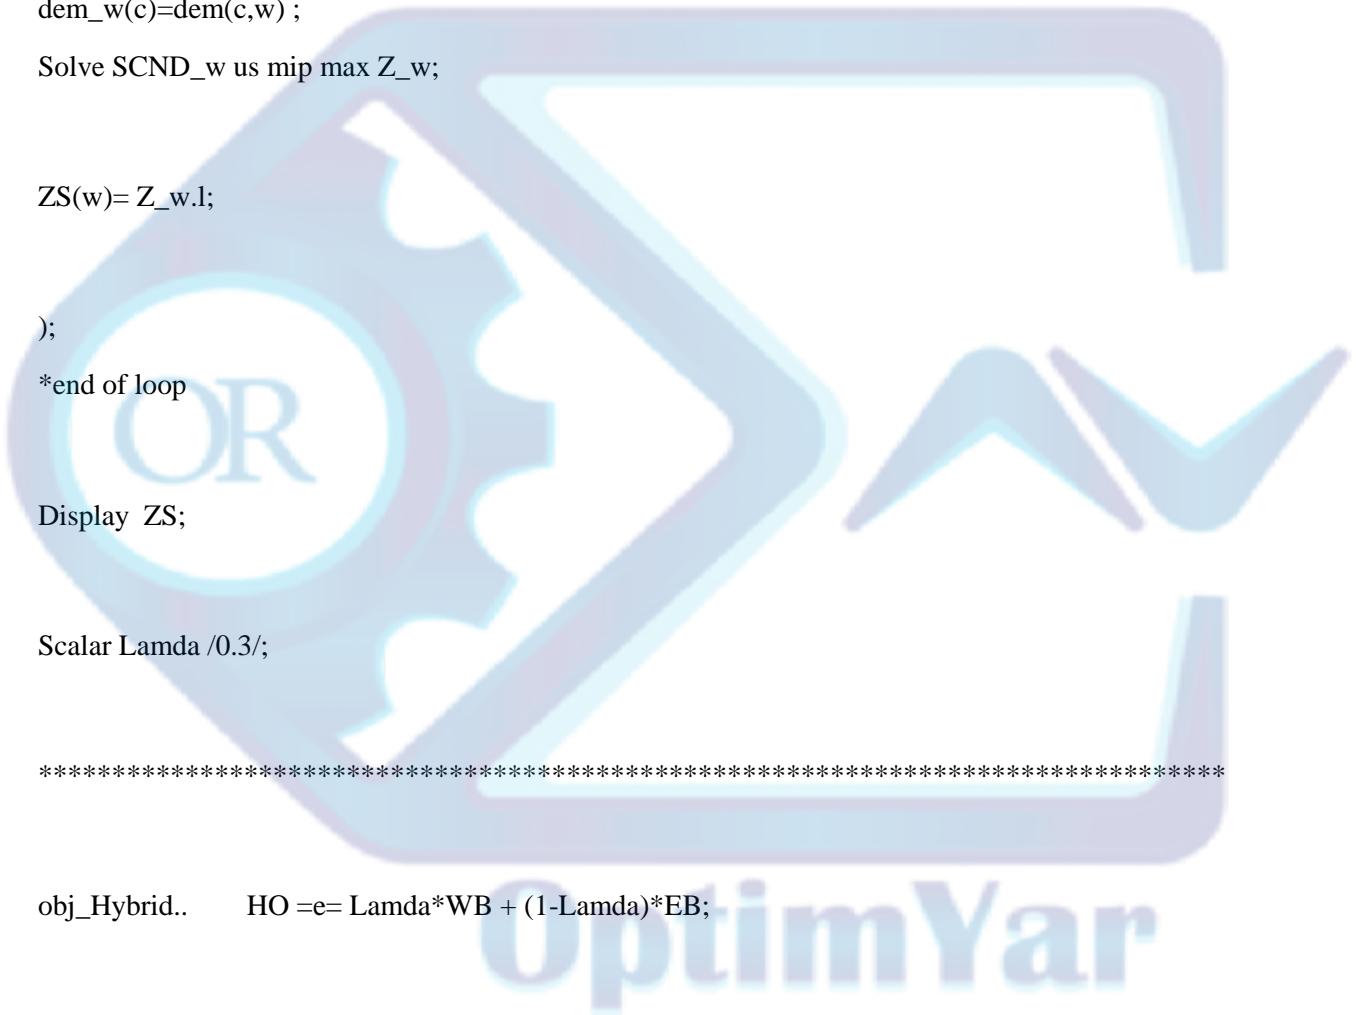 dem_w(c)=dem(c,w) ;
Solve SCND_w us mip max Z_w;
ZS(w)= Z_w.l;
);
*end of loop
OR
Display  ZS;
Scalar Lamda /0.3/;
*********************************************************************************
obj_Hybrid..      HO =e= Lamda*WB + (1-Lamda)*EB;
OptimYar